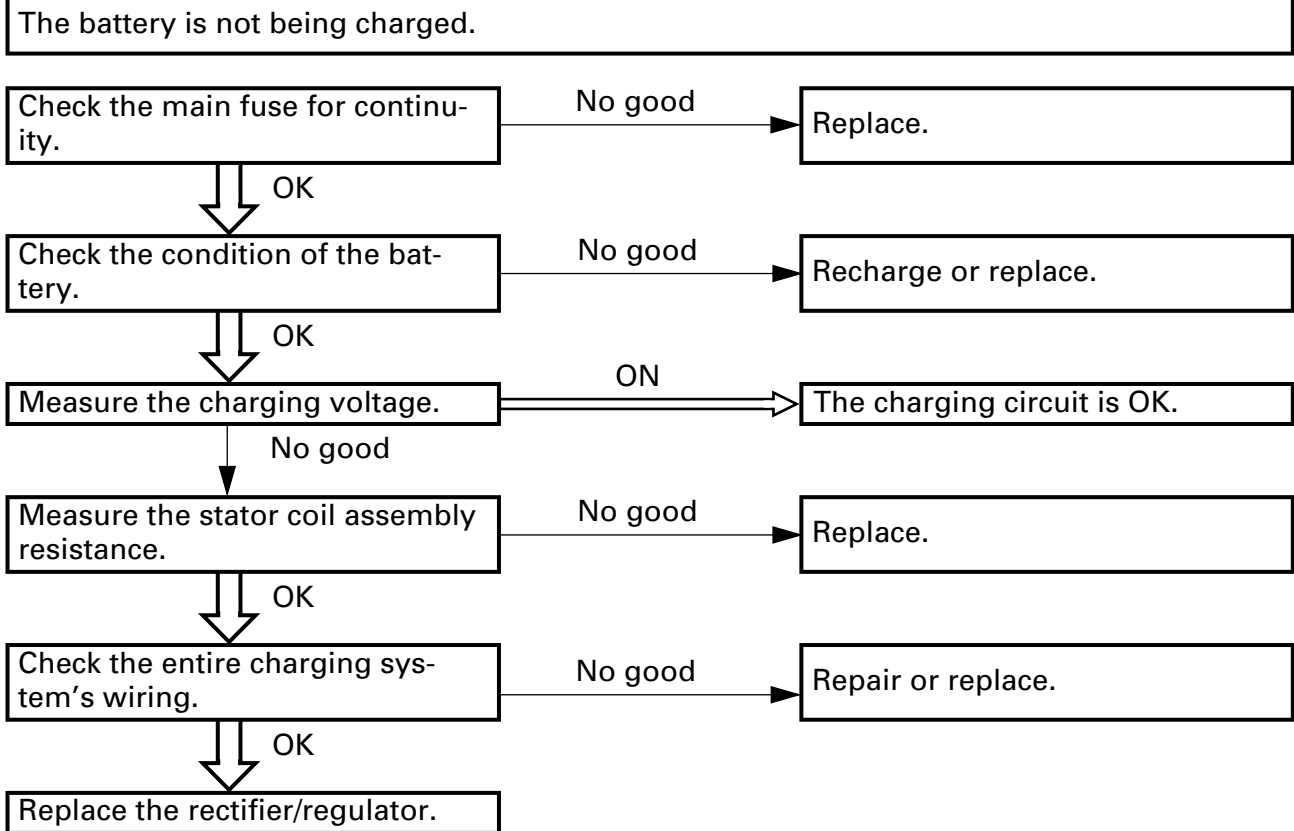 The battery is not being charged.
Check the main fuse for continu-
ity.
No good
Replace.
OK
Check the condition of the bat-
tery.
No good
Recharge or replace.
OK
Measure the charging voltage.
ON
The charging circuit is OK.
No good
Measure the stator coil assembly
resistance.
No good
Replace.
OK
Check the entire charging sys-
tem's wiring.
No good
Repair or replace.
OK
Replace the rectifier/regulator.